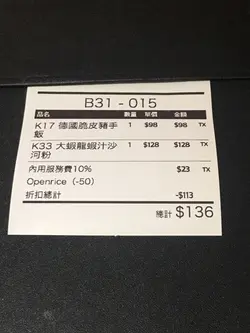 B31 - 015
品名 數量 單價 金額
K17 德國脆皮豬手 1 $98 $98 TX
飯
K33 大蝦龍蝦汁沙 1 $128 $128 TX
河粉
內用服務費10% $23 TX
Openrice (-50)
折扣總計 -$113
總計 $136